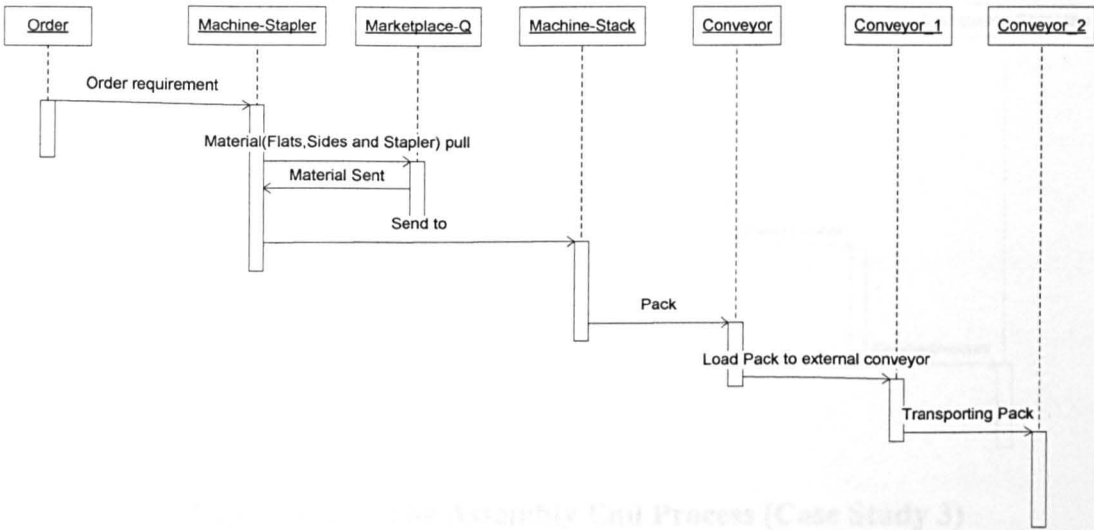 Order
Machine-Stapler
Marketplace-Q
Machine-Stack
Conveyor
Conveyor_1
Conveyor_2
Order requirement
Material(Flats,Sides and Stapler) pull
Material Sent
Send to
Pack
Load Pack to external conveyor
Transporting Pack
Assembly Unit Process (Case Study 3)